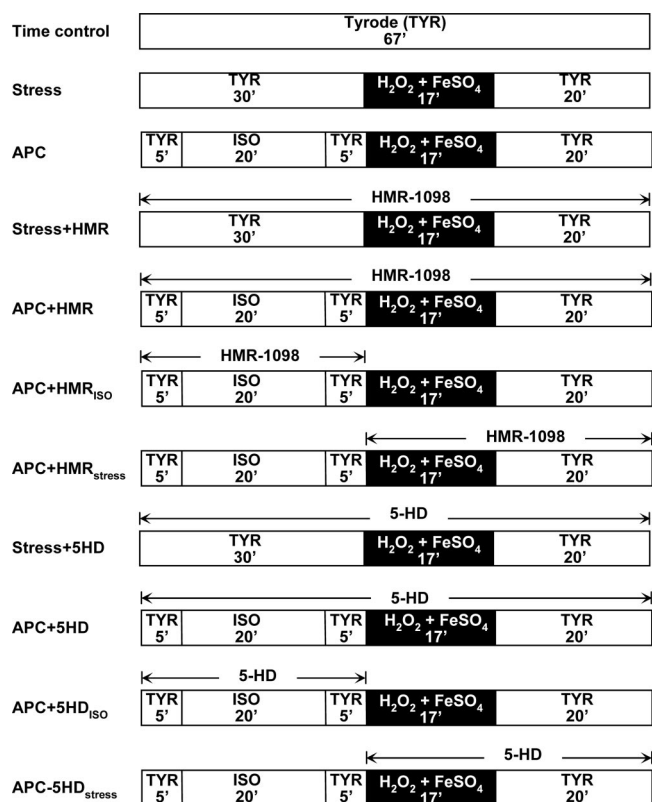 Time control
Tyrode (TYR)
67’
Stress
TYR
30’
H₂O₂ + FeSO₄
17’
TYR
20’
APC
TYR
5’
ISO
20’
TYR
5’
H₂O₂ + FeSO₄
17’
TYR
20’
HMR-1098
Stress+HMR
TYR
30’
H₂O₂ + FeSO₄
17’
TYR
20’
HMR-1098
APC+HMR
TYR
5’
ISO
20’
TYR
5’
H₂O₂ + FeSO₄
17’
TYR
20’
HMR-1098
APC+HMR_ISO
TYR
5’
ISO
20’
TYR
5’
H₂O₂ + FeSO₄
17’
TYR
20’
HMR-1098
APC+HMR_stress
TYR
5’
ISO
20’
TYR
5’
H₂O₂ + FeSO₄
17’
TYR
20’
5-HD
Stress+5HD
TYR
30’
H₂O₂ + FeSO₄
17’
TYR
20’
5-HD
APC+5HD
TYR
5’
ISO
20’
TYR
5’
H₂O₂ + FeSO₄
17’
TYR
20’
5-HD
APC+5HD_ISO
TYR
5’
ISO
20’
TYR
5’
H₂O₂ + FeSO₄
17’
TYR
20’
5-HD
APC-5HD_stress
TYR
5’
ISO
20’
TYR
5’
H₂O₂ + FeSO₄
17’
TYR
20’